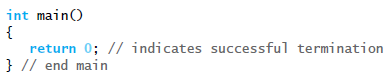 int main()
{
   return 0; // indicates successful termination
} // end main